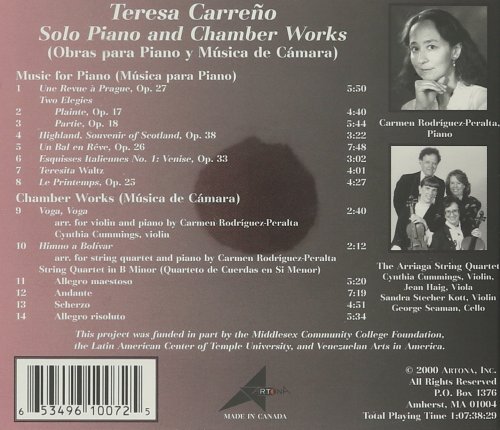 Teresa Carreño
Solo Piano and Chamber Works
(Obras para Piano y Música de Cámara)
Music for Piano (Música para Piano)
1 Une Revue à Prague, Op. 27 5:50
Two Elegies
2 Plainte, Op. 17 4:40
3 Partie, Op. 18 5:44
4 Highland, Souvenir of Scotland, Op. 38 3:22
5 Un Bal en Rêve, Op. 26 7:48
6 Esquisses Italiennes No. 1: Venise, Op. 33 3:02
7 Teresita Waltz 4:01
8 Le Printemps, Op. 25 4:27
Chamber Works (Música de Cámara)
9 Voga, Voga 2:40
arr. for violin and piano by Carmen Rodríguez-Peralta
Cynthia Cummings, violin
10 Himno a Bolívar 2:12
arr. for string quartet and piano by Carmen Rodríguez-Peralta
String Quartet in B Minor (Quarteto de Cuerdas en Si Menor)
11 Allegro maestoso 5:20
12 Andante 7:19
13 Scherzo 4:51
14 Allegro risoluto 5:34
This project was funded in part by the Middlesex Community College Foundation,
the Latin American Center of Temple University, and Venezuelan Arts in America.
Carmen Rodríguez-Peralta,
Piano
The Arriaga String Quartet
Cynthia Cummings, Violin,
Jean Haig, Viola
Sandra Stecher Kott, Violin
George Seaman, Cello
6 53496 10072 5
ARTONA
MADE IN CANADA
© 2000 Artona, Inc.
All Rights Reserved
P.O. Box 1376
Amherst, MA 01004
Total Playing Time 1:07:38:29